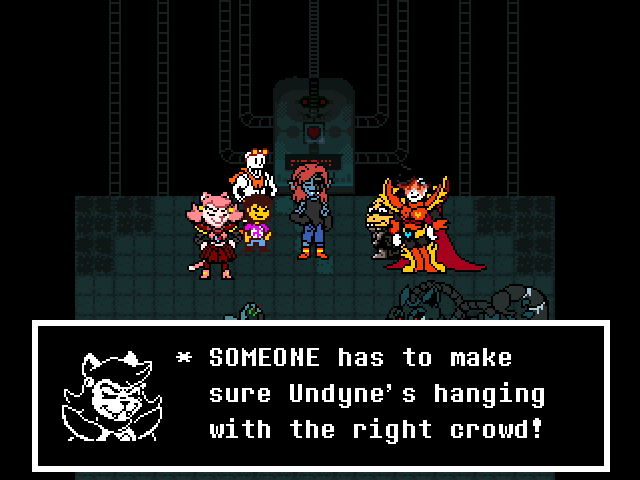 * SOMEONE has to make
sure Undyne's hanging
with the right crowd!